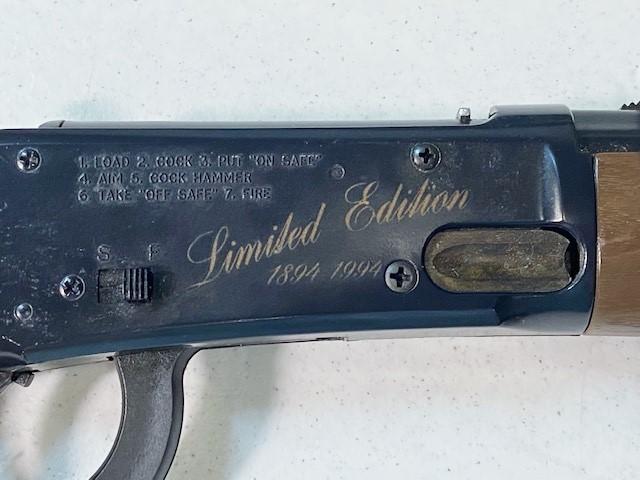 1. LOAD 2. COCK 3. PUT "ON SAFE"
4. AIM 5. COCK HAMMER
6. TAKE "OFF SAFE" 7. FIRE
S F
Limited Edition
1894 1994